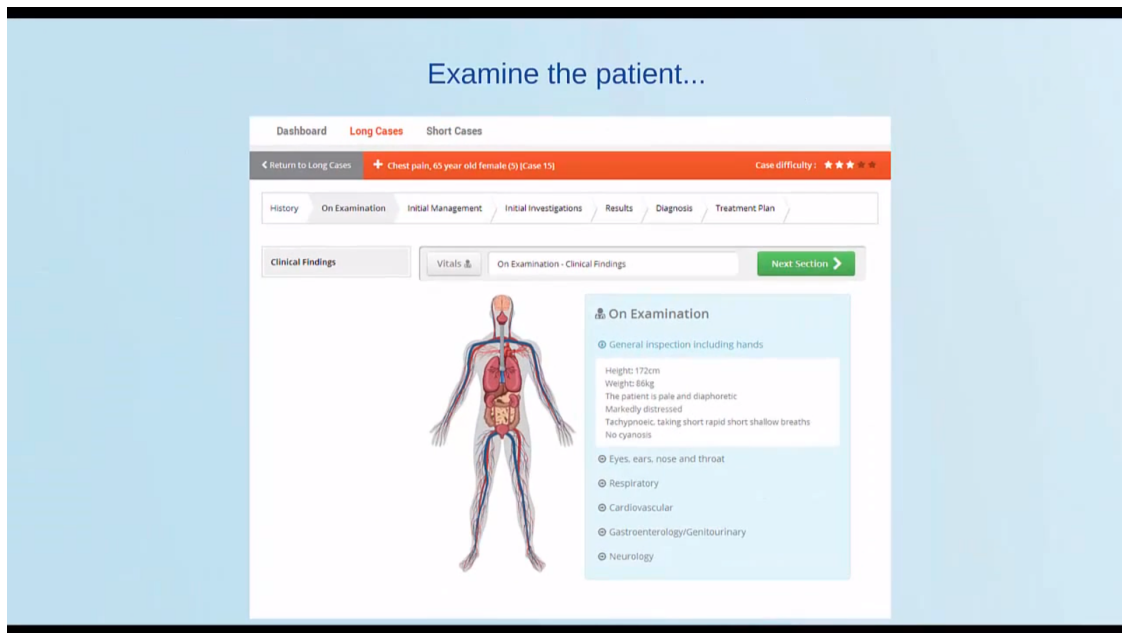 Examine the patient...
Dashboard Long Cases Short Cases
Return to Long Cases Chest pain, 65 year old female (5) [Case 15] Case difficulty :
History On Examination Initial Management Initial Investigations Results Diagnosis Treatment Plan
Clinical Findings
Vitals On Examination - Clinical Findings Next Section
On Examination
General inspection including hands
Height: 172cm
Weight: 86kg
The patient is pale and diaphoretic
Markedly distressed
Tachypnoeic, taking short rapid short shallow breaths
No cyanosis
Eyes, ears, nose and throat
Respiratory
Cardiovascular
Gastroenterology/Genitourinary
Neurology